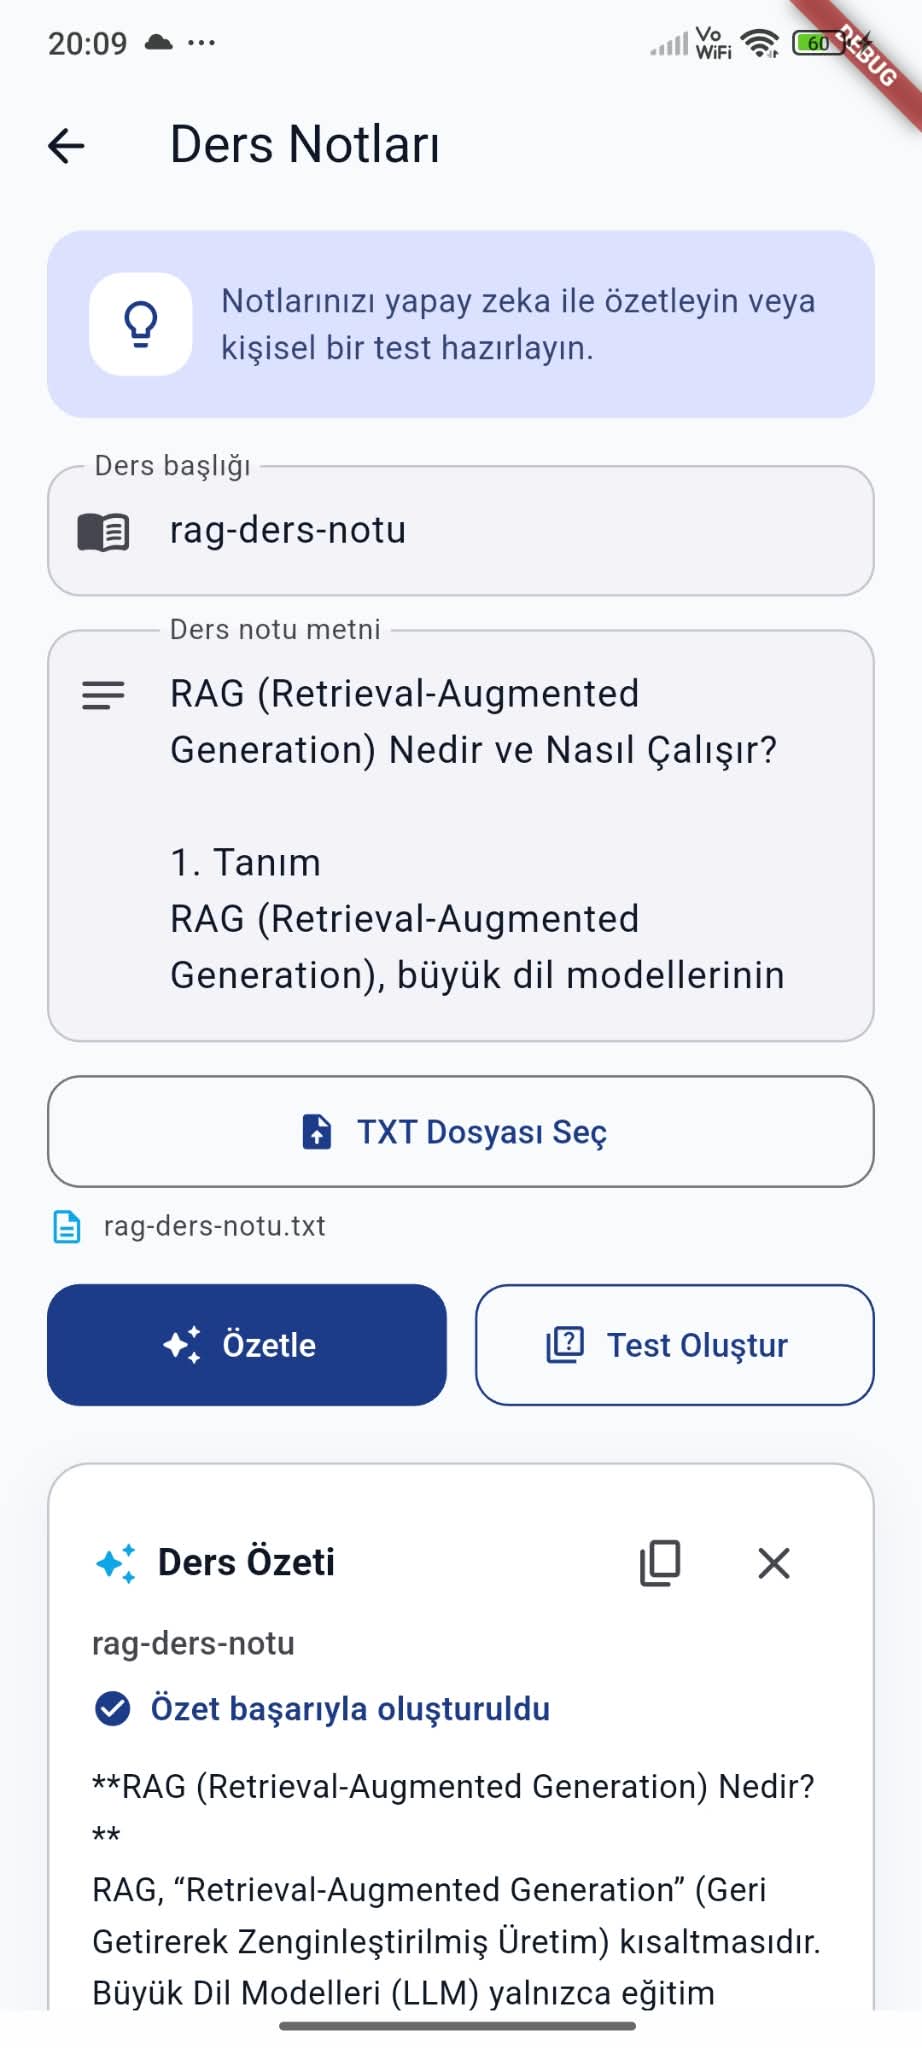 20:09
Vo
WiFi
60
DEBUG
Ders Notları
Notlarınızı yapay zeka ile özetleyin veya
kişisel bir test hazırlayın.
Ders başlığı
rag-ders-notu
Ders notu metni
RAG (Retrieval-Augmented
Generation) Nedir ve Nasıl Çalışır?
1. Tanım
RAG (Retrieval-Augmented
Generation), büyük dil modellerinin
TXT Dosyası Seç
rag-ders-notu.txt
Özetle
Test Oluştur
Ders Özeti
rag-ders-notu
Özet başarıyla oluşturuldu
**RAG (Retrieval-Augmented Generation) Nedir?
**
RAG, “Retrieval-Augmented Generation” (Geri
Getirerek Zenginleştirilmiş Üretim) kısaltmasıdır.
Büyük Dil Modelleri (LLM) yalnızca eğitim